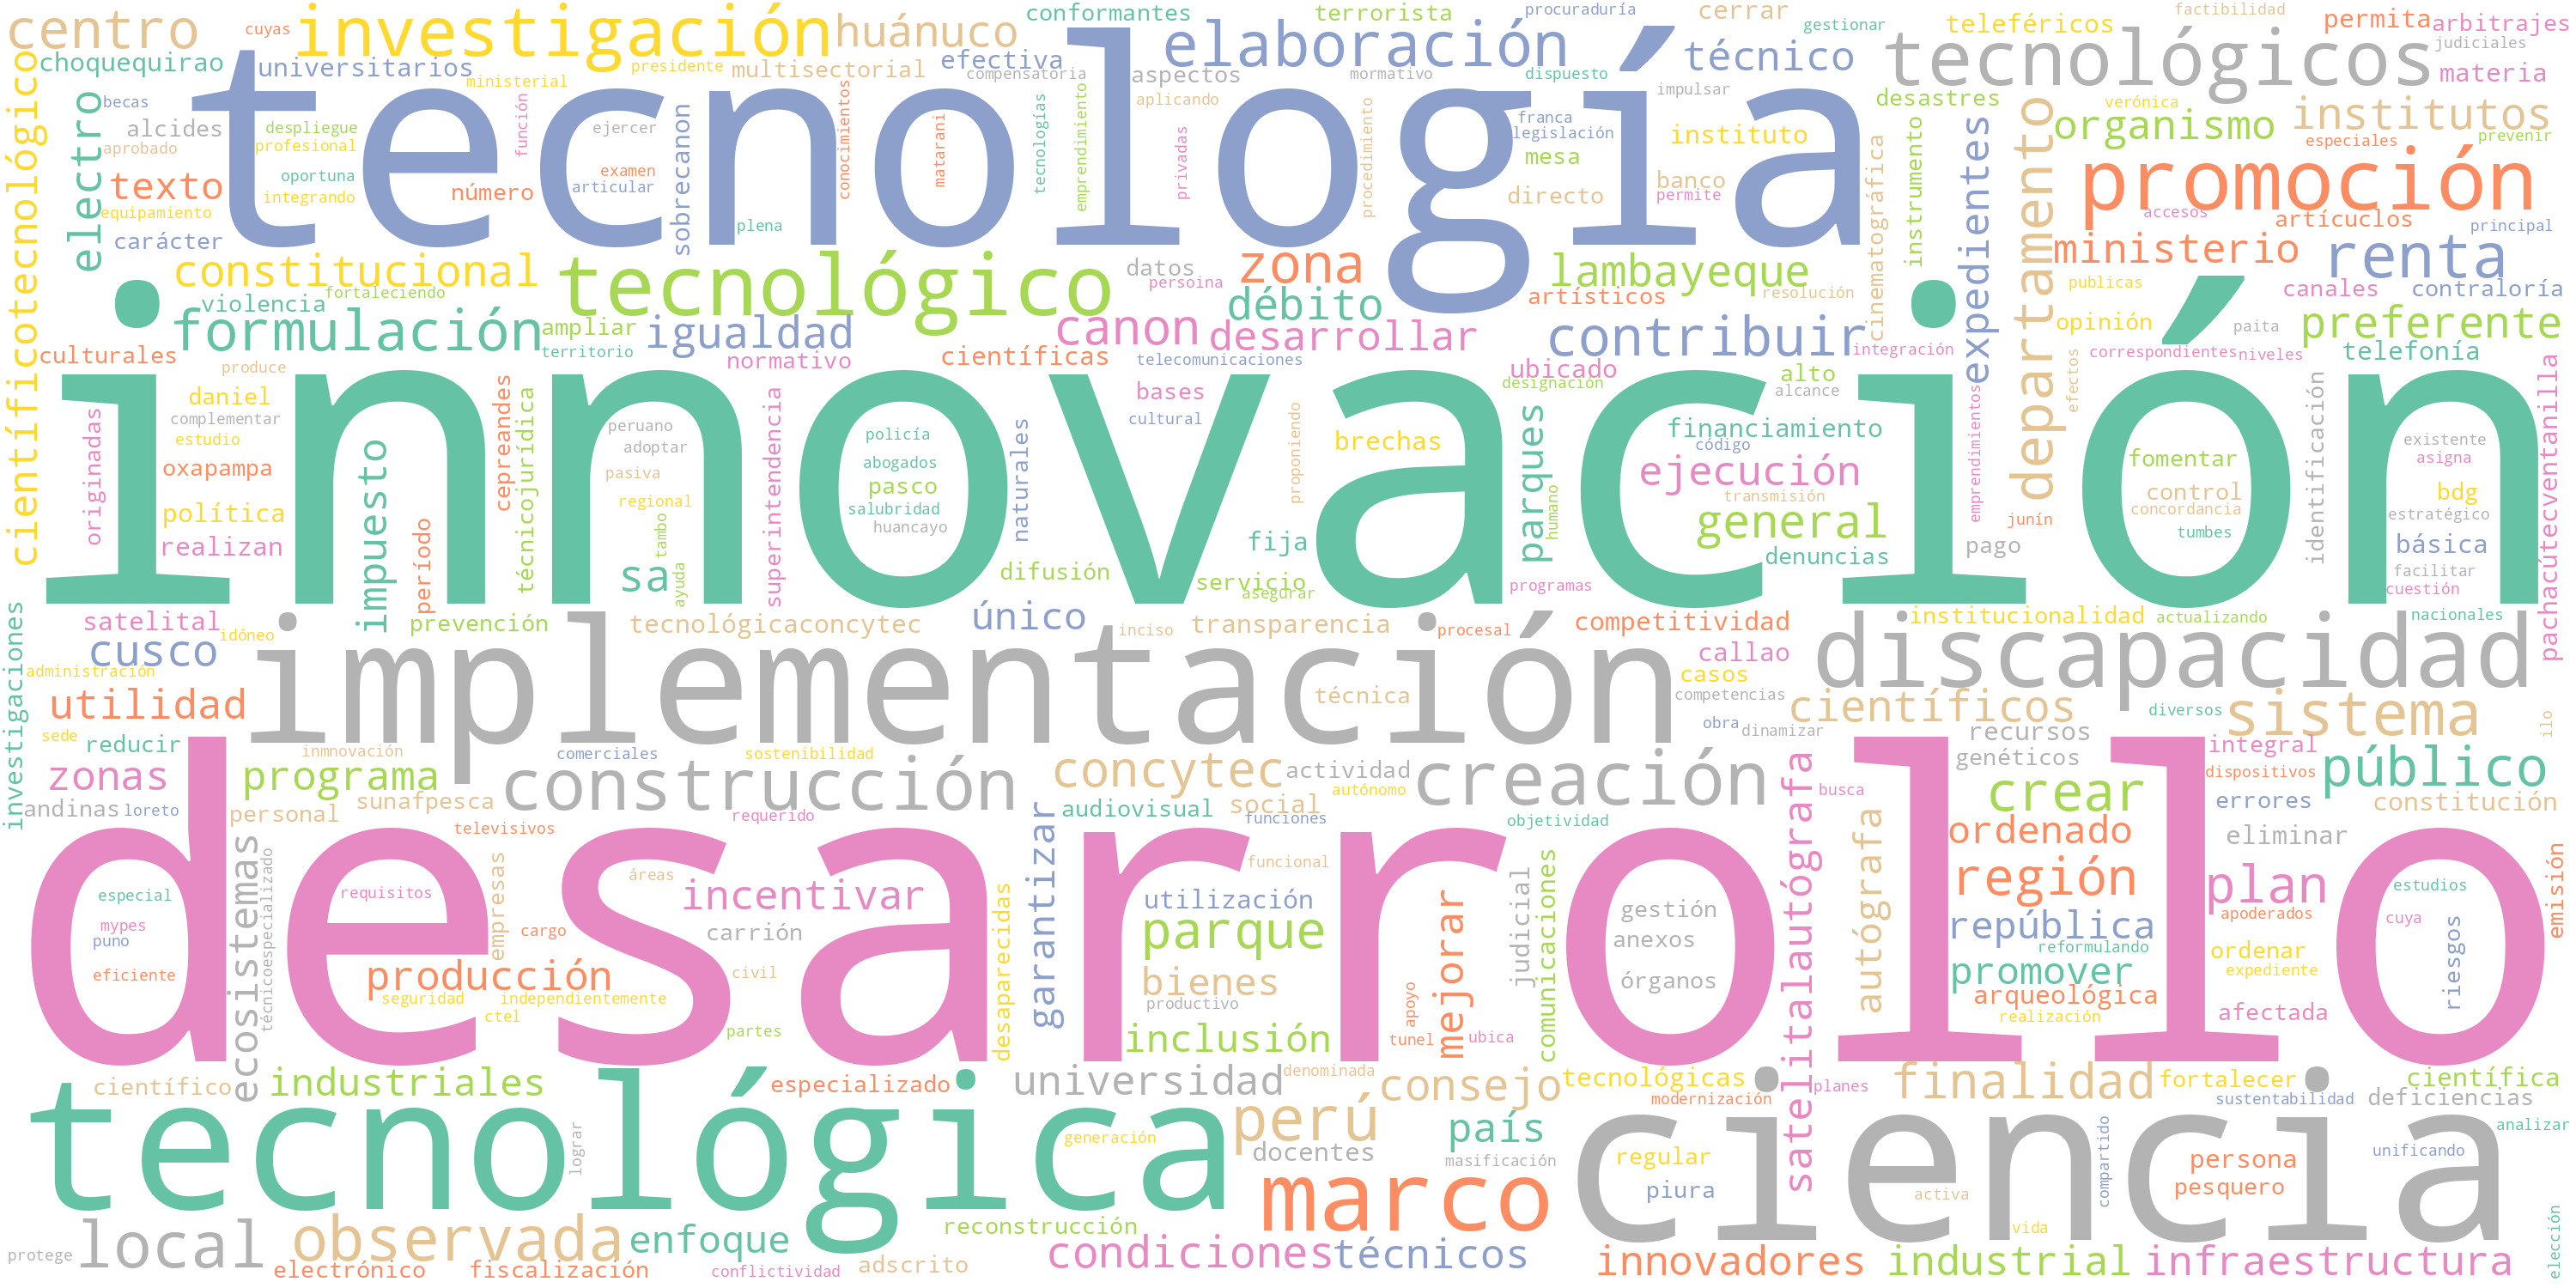 centro
cuyas
investigación
huánuco
conformantes
terrorista
procuraduría
cerrar
gestionar
teleféricos
factibilidad
permita
arbitrajes
choquequirao
universitarios
ministerial
presidente
multisectorial
efectiva
compensatoria
elaboración
aspectos
mormativo
dispuesto
técnico
impulsar
tecnológicos
judiciales
materia
científicotecnológico
electro
becas
alcides
aprobado
despliegue
profesional
función
ejercer
sobrecanon
conocimientos
matarani
tecnologías
emprendimiento
aplicando
privadas
procedimiento
franca
legislación
mesa
instituto
desastres
verónica
organismo
institutos
especiales
prevenir
tecnología
texto
oportuna
integrando
número
examen
articular
directo
banco
permite
cinematográfica
instrumento
expedientes
departamento
promoción
equipamiento
carácter
plena
accesos
artícuclos
principal
constitucional
tecnológico
datos
persoina
zona
lambayeque
ministerio
renta
violencia
fortaleciendo
débito
artísticos
resolución
publicas
canales
contraloría
formulación
ampliar
igualdad
canon
desarrollar
contribuir
opinión
paita
preferente
culturales
territorio
normativo
científicas
telecomunicaciones
integración
correspondientes
niveles
telefonía
produce
daniel
complementar
estudio
originadas
oxapampa
política
realizan
impuesto
período
cepreandes
técnicojurídica
peruano
adoptar
pasiva
regional
tambo
sa
ayuda
superintendencia
policía
abogados
pasco
salubridad
huancayo
naturales
bases
cultural
proponiendo
fija
brechas
ubicado
designación
parques
humano
alto
alcance
financiamiento
código
ejecución
transmisión
general
denuncias
emprendimientos
efectos
junín
pago
fomentar
control
concordancia
tumbes
identificación
existente
asigna
bdg
estratégico
básica
facilitar
cuestión
pachacútecventanilla
innovación
difusión
servicio
asegurar
programas
investigaciones
satelital
idóneo
cusco
administración
prevención
tecnológicaconcytec
único
inciso
transparencia
procesal
competitividad
institucionalidad
actualizando
nacionales
callao
casos
utilidad
implementación
técnica
competencias
discapacidad
sede
reducir
inmnovación
comerciales
sostenibilidad
obra
dinamizar
científicos
diversos
sistema
ilo
zonas
programa
construcción
concytec
actividad
autónomo
creación
busca
recursos
genéticos
integral
dispositivos
público
andinas
loreto
personal
sunafpesca
televisivos
requerido
audiovisual
social
funciones
objetividad
crear
errores
constitución
ecosistemas
técnicoespecializado
garantizar
satelitalautógrafa
autógrafa
ordenado
eliminar
especial
mypes
puno
eficiente
requisitos
empresas
cargo
áreas
incentivar
carrión
civil
desaparecidas
funcional
utilización
parque
bienes
productivo
inclusión
mejorar
apoyo
tunel
ubica
judicial
comunicaciones
gestión
anexos
órganos
región
república
reformulando
promover
arqueológica
realización
plan
apoderados
ordenar
expediente
afectada
estudios
cuya
riesgos
emisión
producción
seguridad
independientemente
ctel
partes
desarrollo
científico
industriales
especializado
universidad
denominada
consejo
tecnológicas
modernización
planes
finalidad
fortalecer
sustentabilidad
científica
deficiencias
analizar
tecnológica
lograr
generación
perú
docentes
país
masificación
regular
piura
ciencia
activa
compartido
persona
pesquero
unificando
marco
vida
elección
protege
local
observada
enfoque
reconstrucción
electrónico
fiscalización
conflictividad
adscrito
condiciones
técnicos
innovadores
industrial
infraestructura